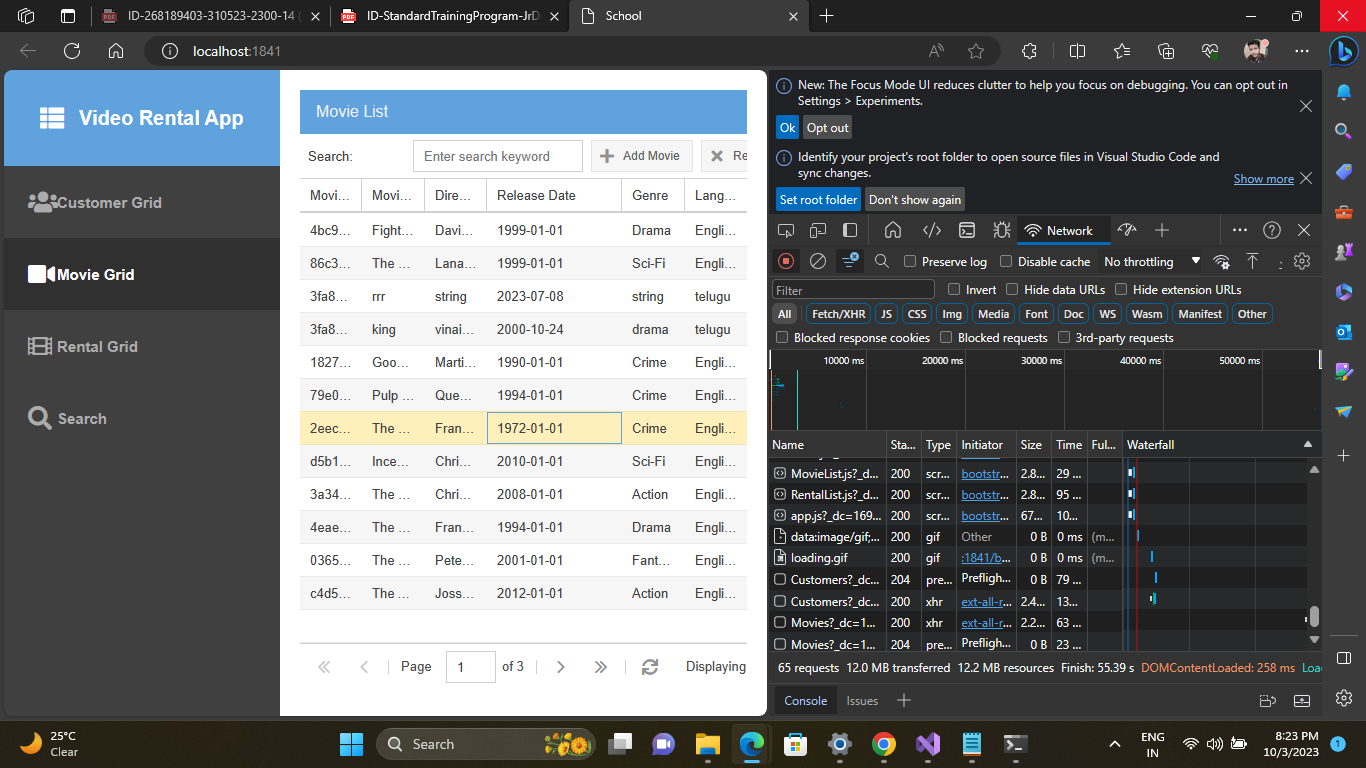 ID-268189403-310523-2300-14 (
ID-StandardTrainingProgram-JrD
School
localhost:1841
Video Rental App
Customer Grid
Movie Grid
Rental Grid
Search
Movie List
Search:
Enter search keyword
Add Movie
Re
Movi... Movi... Dire... Release Date Genre Lang...
4bc9... Fight... Davi... 1999-01-01 Drama Engli...
86c3... The ... Lana... 1999-01-01 Sci-Fi Engli...
3fa8... rrr string 2023-07-08 string telugu
3fa8... king vinai... 2000-10-24 drama telugu
1827... Goo... Marti... 1990-01-01 Crime Engli...
79e0... Pulp ... Que... 1994-01-01 Crime Engli...
2eec... The ... Fran... 1972-01-01 Crime Engli...
d5b1... Ince... Chri... 2010-01-01 Sci-Fi Engli...
3a34... The ... Chri... 2008-01-01 Action Engli...
4eae... The ... Fran... 1994-01-01 Drama Engli...
0365... The ... Pete... 2001-01-01 Fant... Engli...
c4d5... The ... Joss... 2012-01-01 Action Engli...
Page 1 of 3 Displaying
New: The Focus Mode UI reduces clutter to help you focus on debugging. You can opt out in
Settings > Experiments.
Ok Opt out
Identify your project's root folder to open source files in Visual Studio Code and
sync changes.
Show more
Set root folder Don't show again
Network
Preserve log Disable cache No throttling
Filter Invert Hide data URLs Hide extension URLs
All Fetch/XHR JS CSS Img Media Font Doc WS Wasm Manifest Other
Blocked response cookies Blocked requests 3rd-party requests
10000 ms 20000 ms 30000 ms 40000 ms 50000 ms
Name Sta... Type Initiator Size Time Ful... Waterfall
MovieList.js?_d... 200 scr... bootstr... 2.8... 29 ...
RentalList.js?_d... 200 scr... bootstr... 2.8... 95 ...
app.js?_dc=169... 200 scr... bootstr... 67... 10...
data:image/gif;... 200 gif Other 0 B 0 ms (m...
loading.gif 200 gif :1841/b... 0 B 0 ms (m...
Customers?_dc... 204 pre... Prefligh... 0 B 79 ...
Customers?_dc... 200 xhr ext-all-r... 2.4... 13...
Movies?_dc=1... 200 xhr ext-all-r... 2.2... 63 ...
Movies?_dc=1... 204 pre... Prefligh... 0 B 23 ...
65 requests 12.0 MB transferred 12.2 MB resources Finish: 55.39 s DOMContentLoaded: 258 ms Loa
Console Issues
25°C
Clear
Search
ENG
IN
8:23 PM
10/3/2023
1